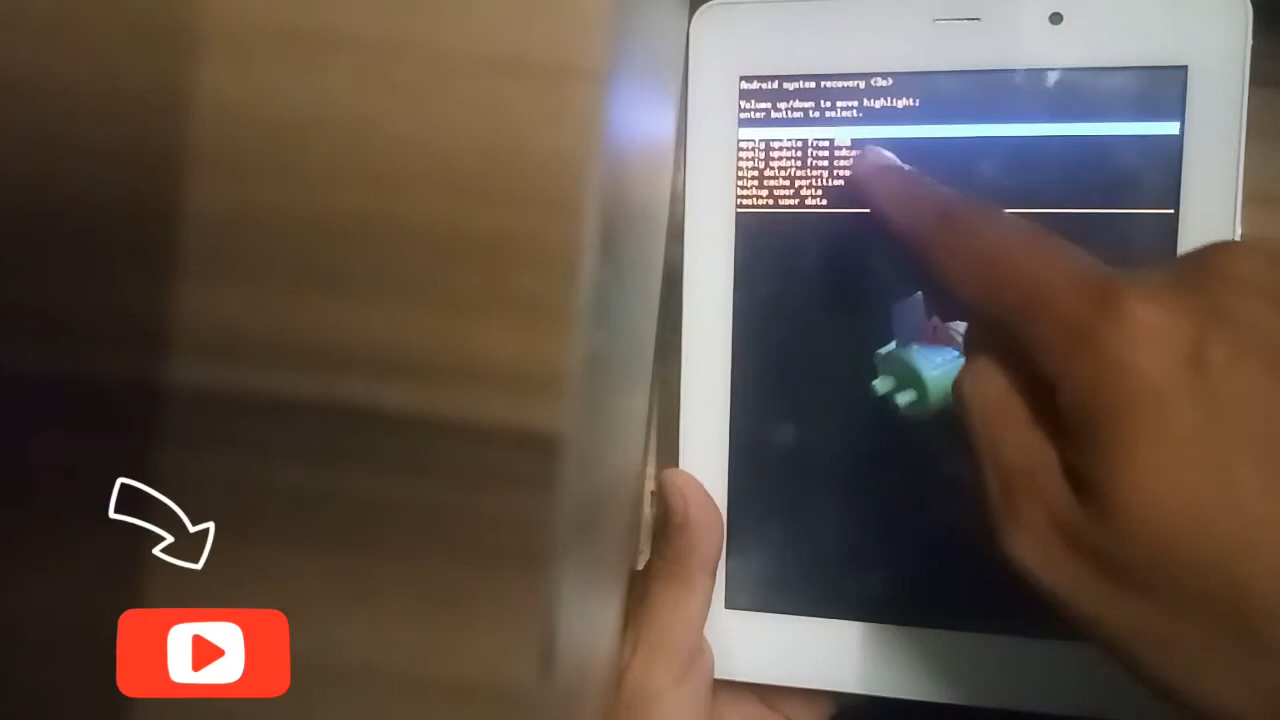 Android system recovery <3e>
Volume up/down to move highlight;
enter button to select.
apply update from
apply update from
apply update from
wipe data/factory
wipe cache partition
backup user data
restore user data